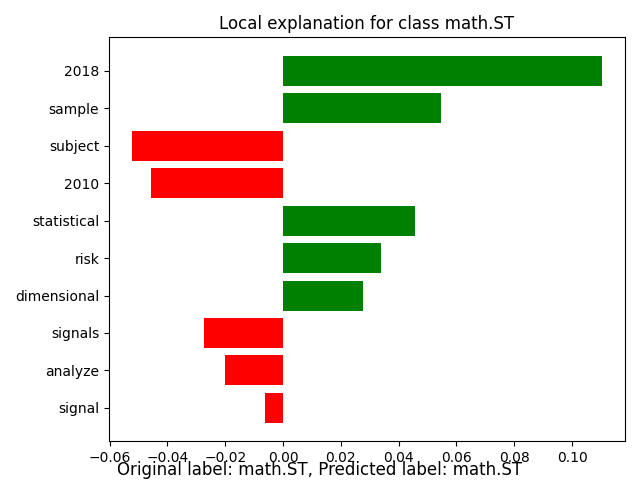 Local explanation for class math.ST
2018
sample
subject
2010
statistical
risk
dimensional
signals
analyze
signal
−0.06 −0.04 −0.02 0.00 0.02 0.04 0.06 0.08 0.10
Original label: math.ST, Predicted label: math.ST